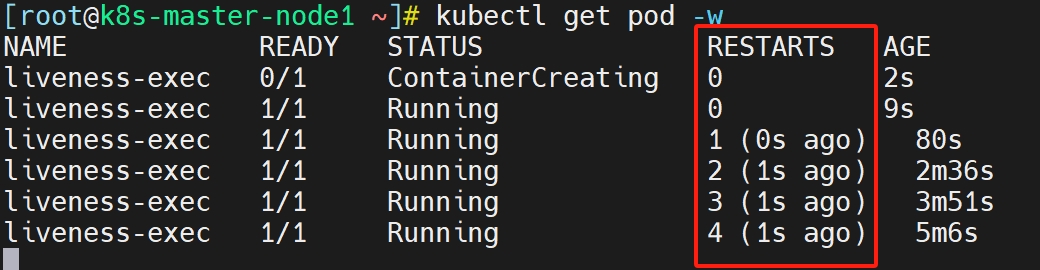 [root@k8s-master-node1 ~]# kubectl get pod -w
NAME            READY   STATUS              RESTARTS   AGE
liveness-exec   0/1     ContainerCreating   0          2s
liveness-exec   1/1     Running             0          9s
liveness-exec   1/1     Running             1 (0s ago)   80s
liveness-exec   1/1     Running             2 (1s ago)   2m36s
liveness-exec   1/1     Running             3 (1s ago)   3m51s
liveness-exec   1/1     Running             4 (1s ago)   5m6s